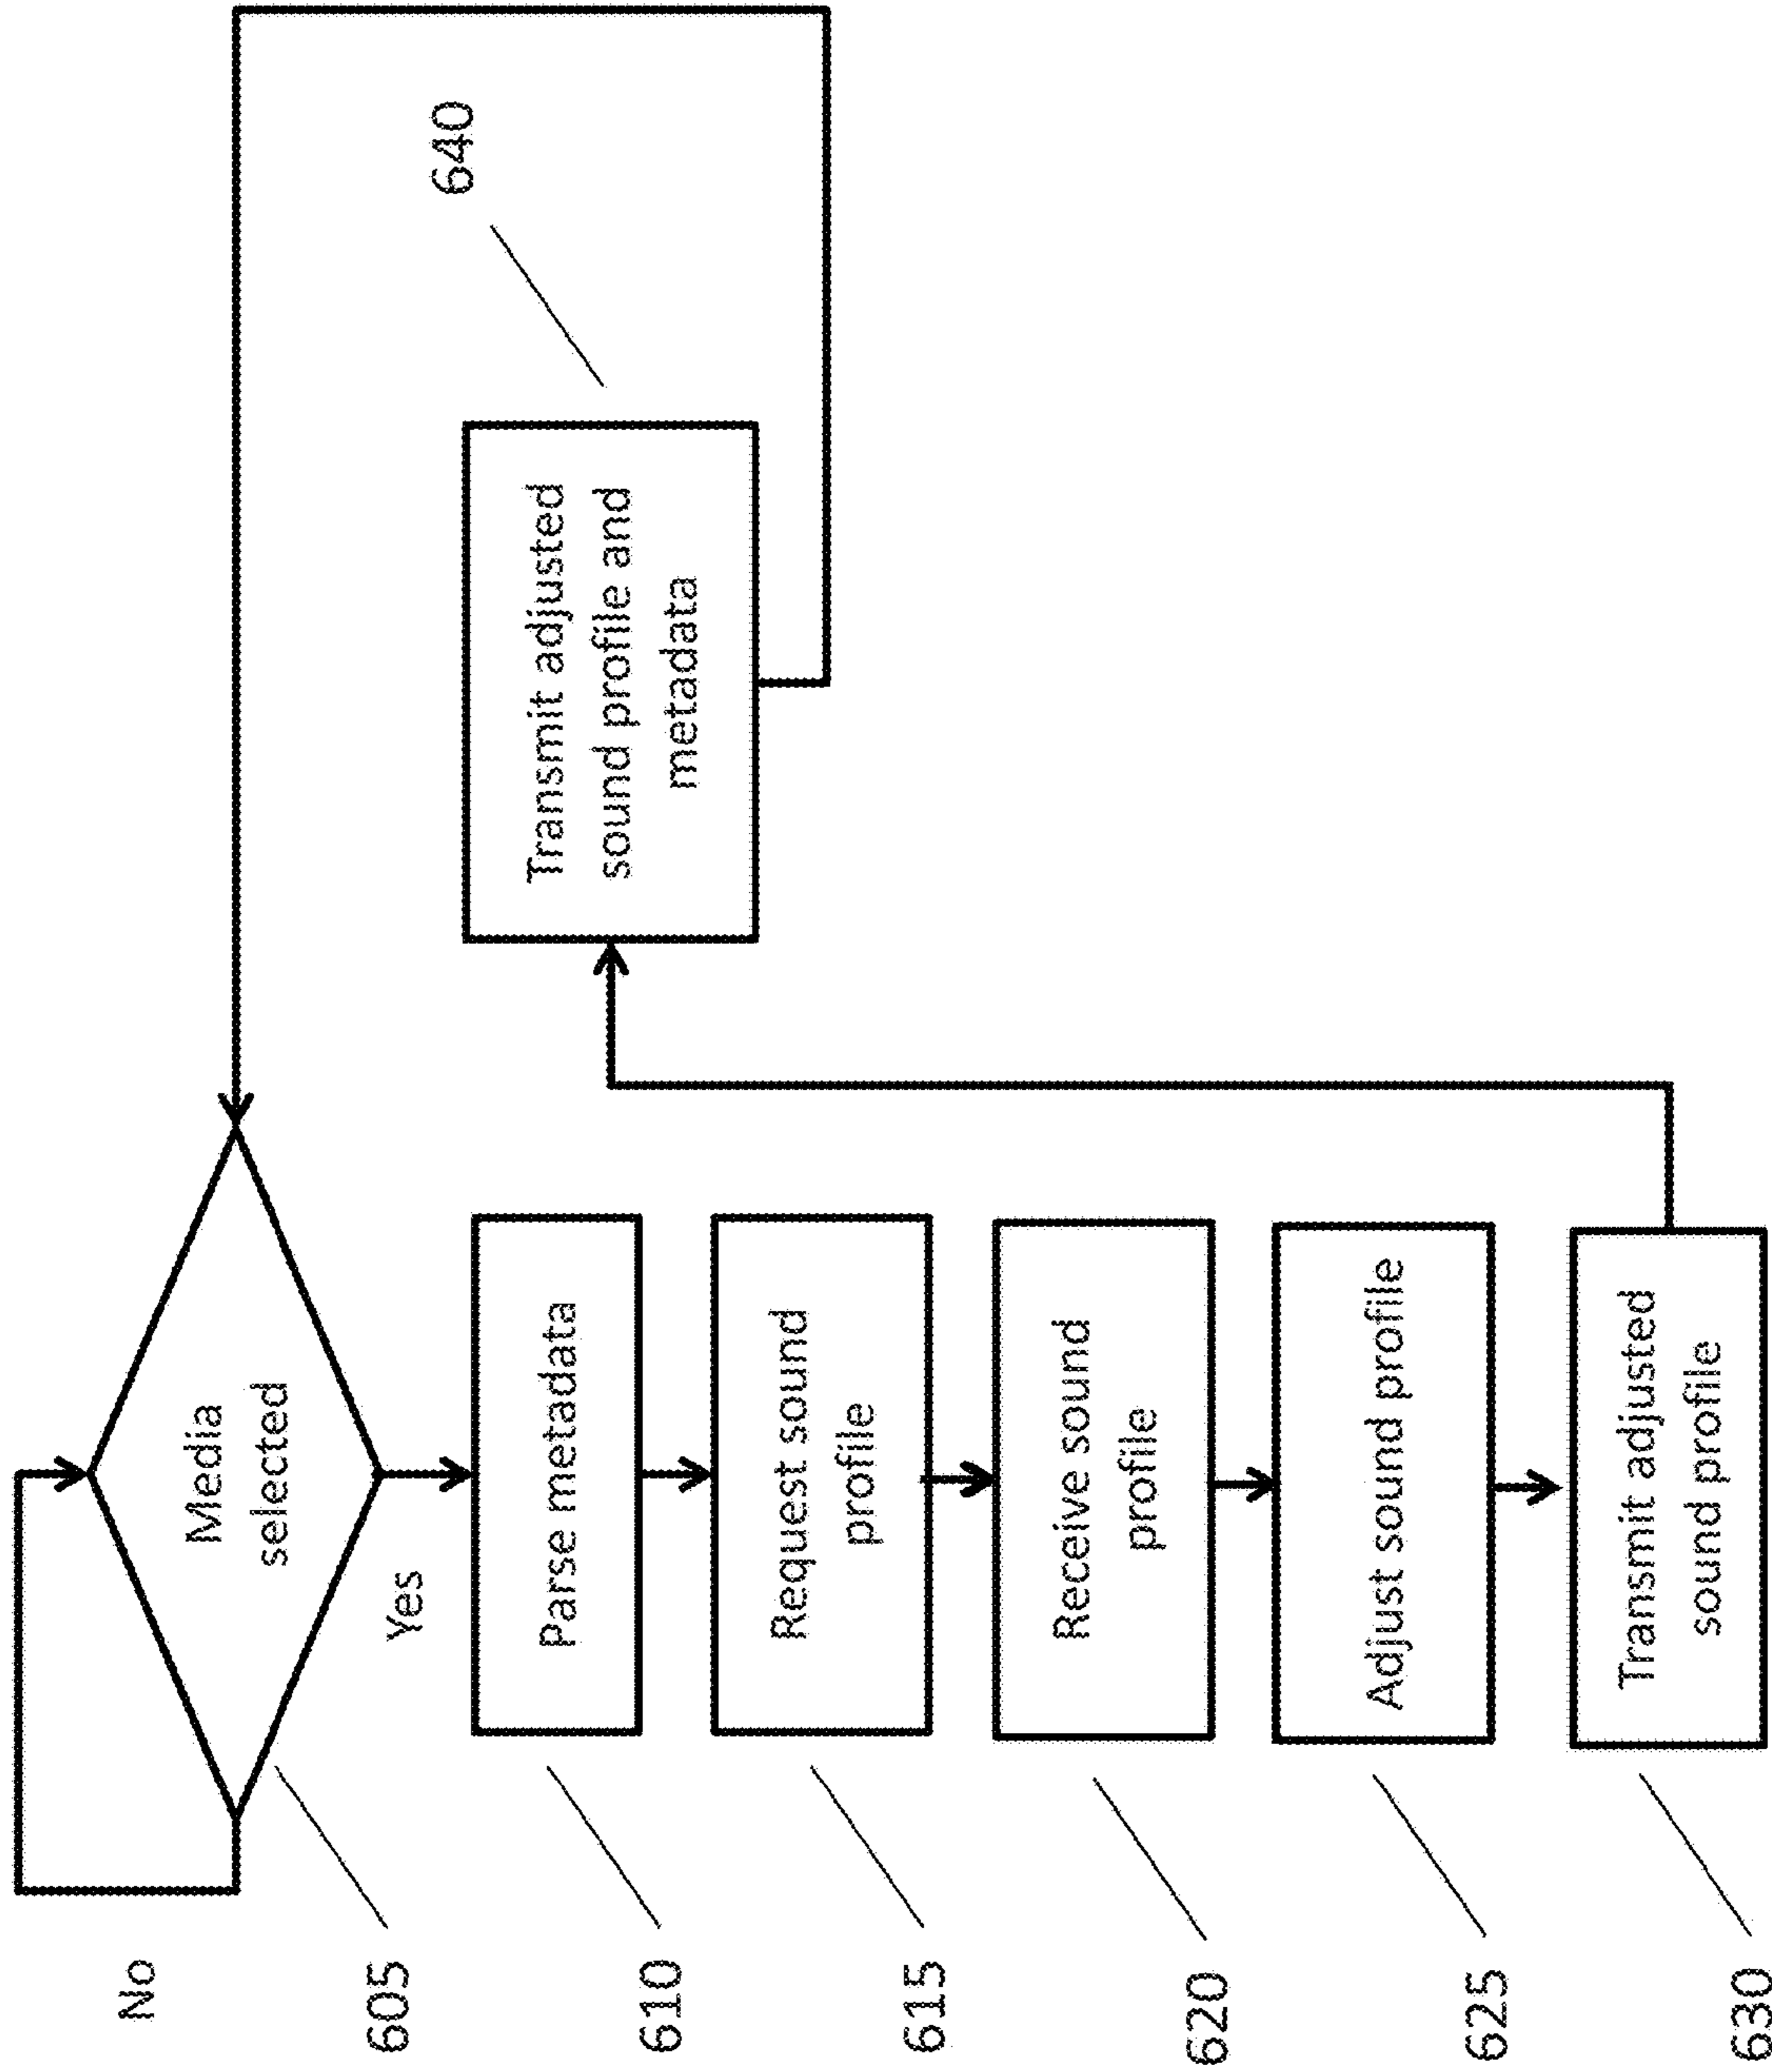 No
Media
selected
605
Yes
Parse metadata
610
Request sound
profile
615
Receive sound
profile
620
Adjust sound profile
625
Transmit adjusted
sound profile
630
Transmit adjusted
sound profile and
metadata
640